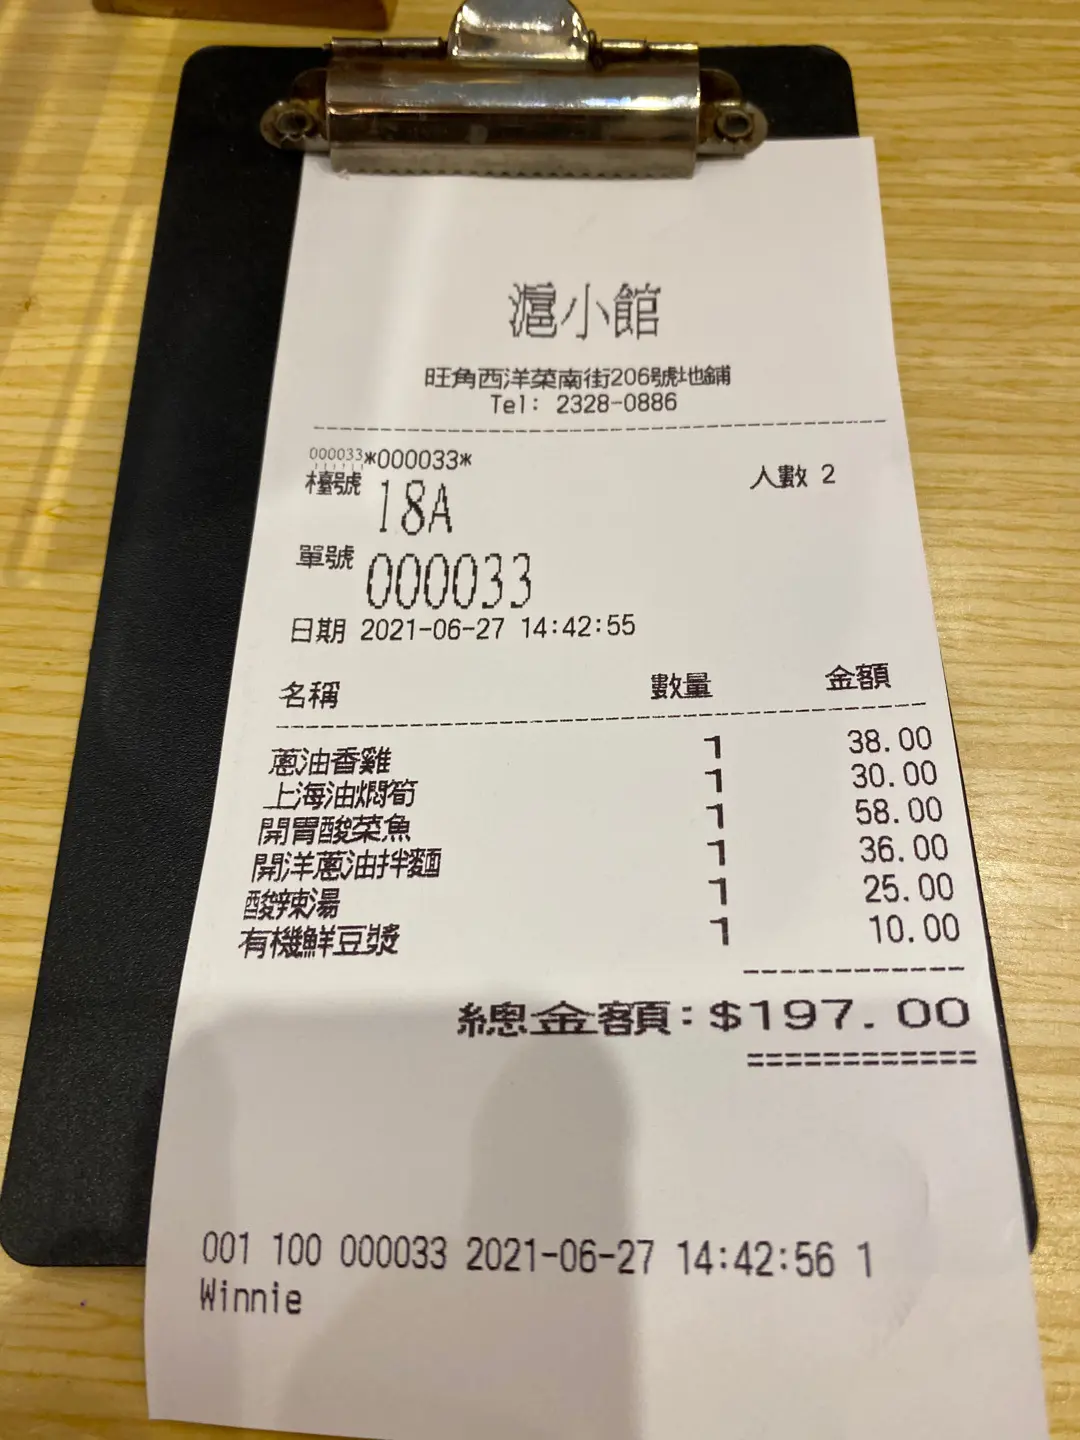 滬小館
旺角西洋菜南街206號地鋪
Tel: 2328-0886
000033*000033*
檯號 18A 人數 2
單號 000033
日期 2021-06-27 14:42:55
名稱 數量 金額
蔥油香雞 1 38.00
上海油燜筍 1 30.00
開胃酸菜魚 1 58.00
開洋蔥油拌麵 1 36.00
酸辣湯 1 25.00
有機鮮豆漿 1 10.00
總金額:$197.00
001 100 000033 2021-06-27 14:42:56 1
Winnie